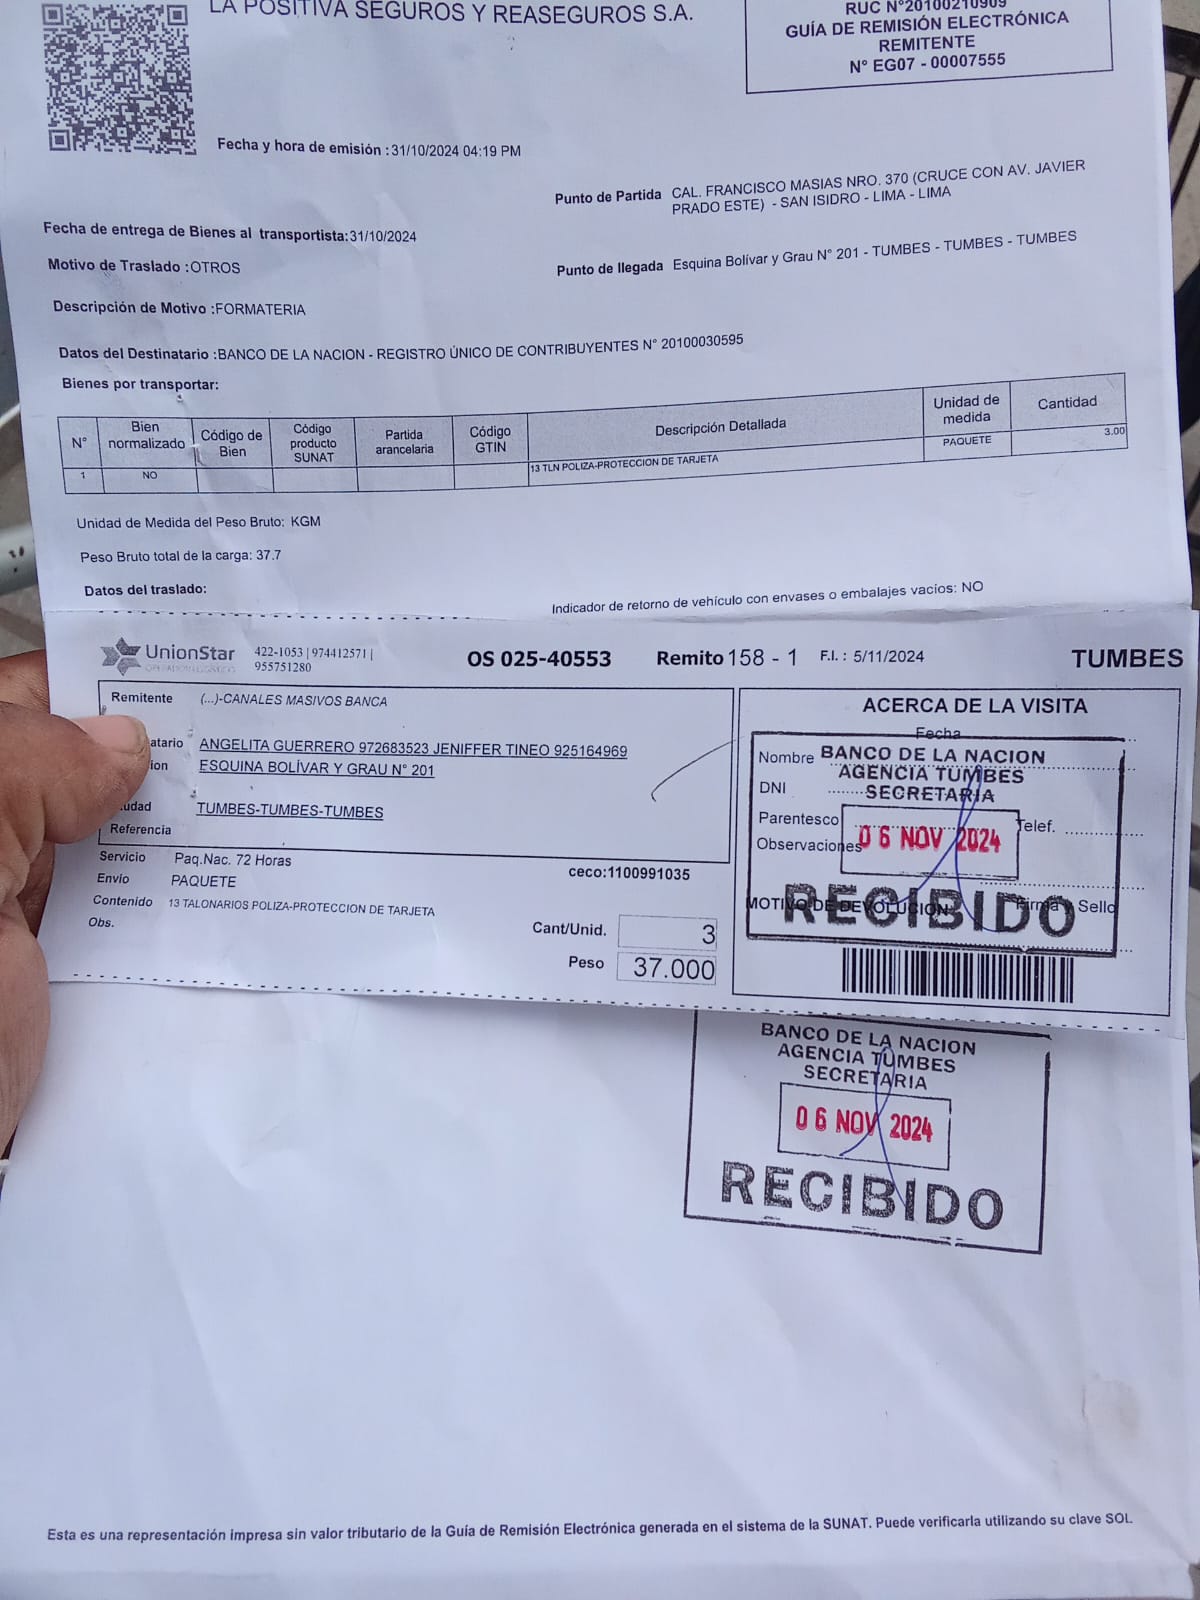 LA POSITIVA SEGUROS Y REASEGUROS S.A.
RUC N°20100210909
GUÍA DE REMISIÓN ELECTRÓNICA
REMITENTE
N° EG07 - 00007555
Fecha y hora de emisión :31/10/2024 04:19 PM
Punto de Partida CAL. FRANCISCO MASIAS NRO. 370 (CRUCE CON AV. JAVIER
PRADO ESTE) - SAN ISIDRO - LIMA - LIMA
Fecha de entrega de Bienes al transportista:31/10/2024
Motivo de Traslado :OTROS
Punto de llegada Esquina Bolívar y Grau N° 201 - TUMBES - TUMBES - TUMBES
Descripción de Motivo :FORMATERIA
Datos del Destinatario :BANCO DE LA NACION - REGISTRO ÚNICO DE CONTRIBUYENTES N° 20100030595
Bienes por transportar:
N° Bien normalizado Código de Bien Código producto SUNAT Partida arancelaria Código GTIN Descripción Detallada Unidad de medida Cantidad
1 NO 13 TLN POLIZA-PROTECCION DE TARJETA PAQUETE 3.00
Unidad de Medida del Peso Bruto: KGM
Peso Bruto total de la carga: 37.7
Datos del traslado:
Indicador de retorno de vehículo con envases o embalajes vacíos: NO
UnionStar 422-1053 | 974412571 |
955751280
OS 025-40553 Remito 158 - 1 F.I. : 5/11/2024 TUMBES
Remitente (...)-CANALES MASIVOS BANCA
atario ANGELITA GUERRERO 972683523 JENIFFER TINEO 925164969
ion ESQUINA BOLÍVAR Y GRAU N° 201
udad TUMBES-TUMBES-TUMBES
Referencia
Servicio Paq.Nac. 72 Horas
Envio PAQUETE
Contenido 13 TALONARIOS POLIZA-PROTECCION DE TARJETA
Obs.
ceco:1100991035
Cant/Unid. 3
Peso 37.000
ACERCA DE LA VISITA
Fecha
Nombre
DNI
Parentesco
Telef.
Observaciones
MOTIVO DE DEVOLUCION
Firma y Sello
BANCO DE LA NACION
AGENCIA TUMBES
SECRETARIA
06 NOV 2024
RECIBIDO
BANCO DE LA NACION
AGENCIA TUMBES
SECRETARIA
06 NOV 2024
RECIBIDO
Esta es una representación impresa sin valor tributario de la Guía de Remisión Electrónica generada en el sistema de la SUNAT. Puede verificarla utilizando su clave SOL.